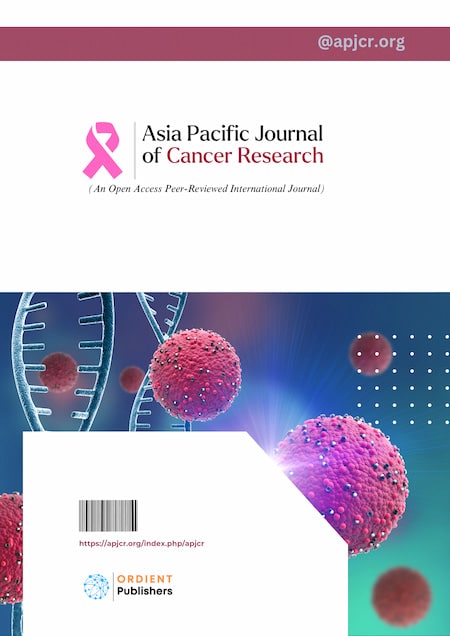 @apjcr.org
Asia Pacific Journal
of Cancer Research
(An Open Access Peer-Reviewed International Journal)
https://apjcr.org/index.php/apjcr
ORDIENT
Publishers